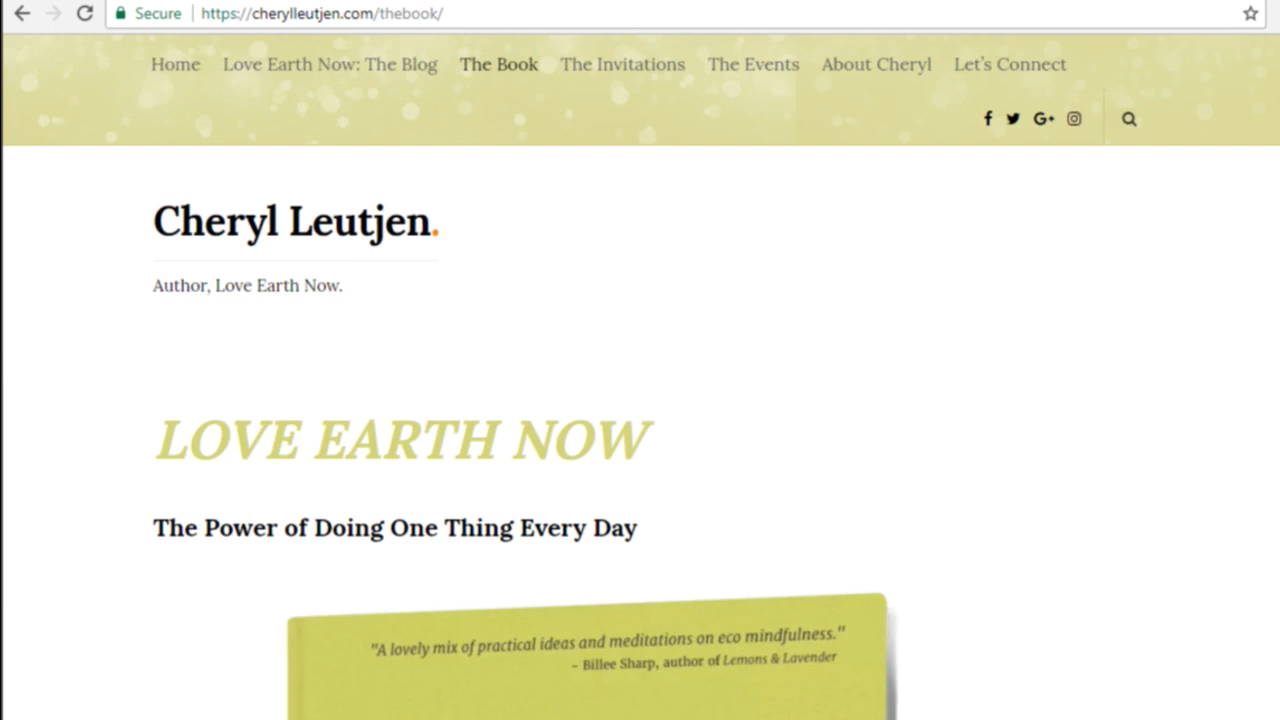 Secure https://cherylleutjen.com/thebook/
Home Love Earth Now: The Blog The Book The Invitations The Events About Cheryl Let's Connect
Cheryl Leutjen.
Author, Love Earth Now.
LOVE EARTH NOW
The Power of Doing One Thing Every Day
"A lovely mix of practical ideas and meditations on eco mindfulness."
– Billee Sharp, author of Lemons & Lavender